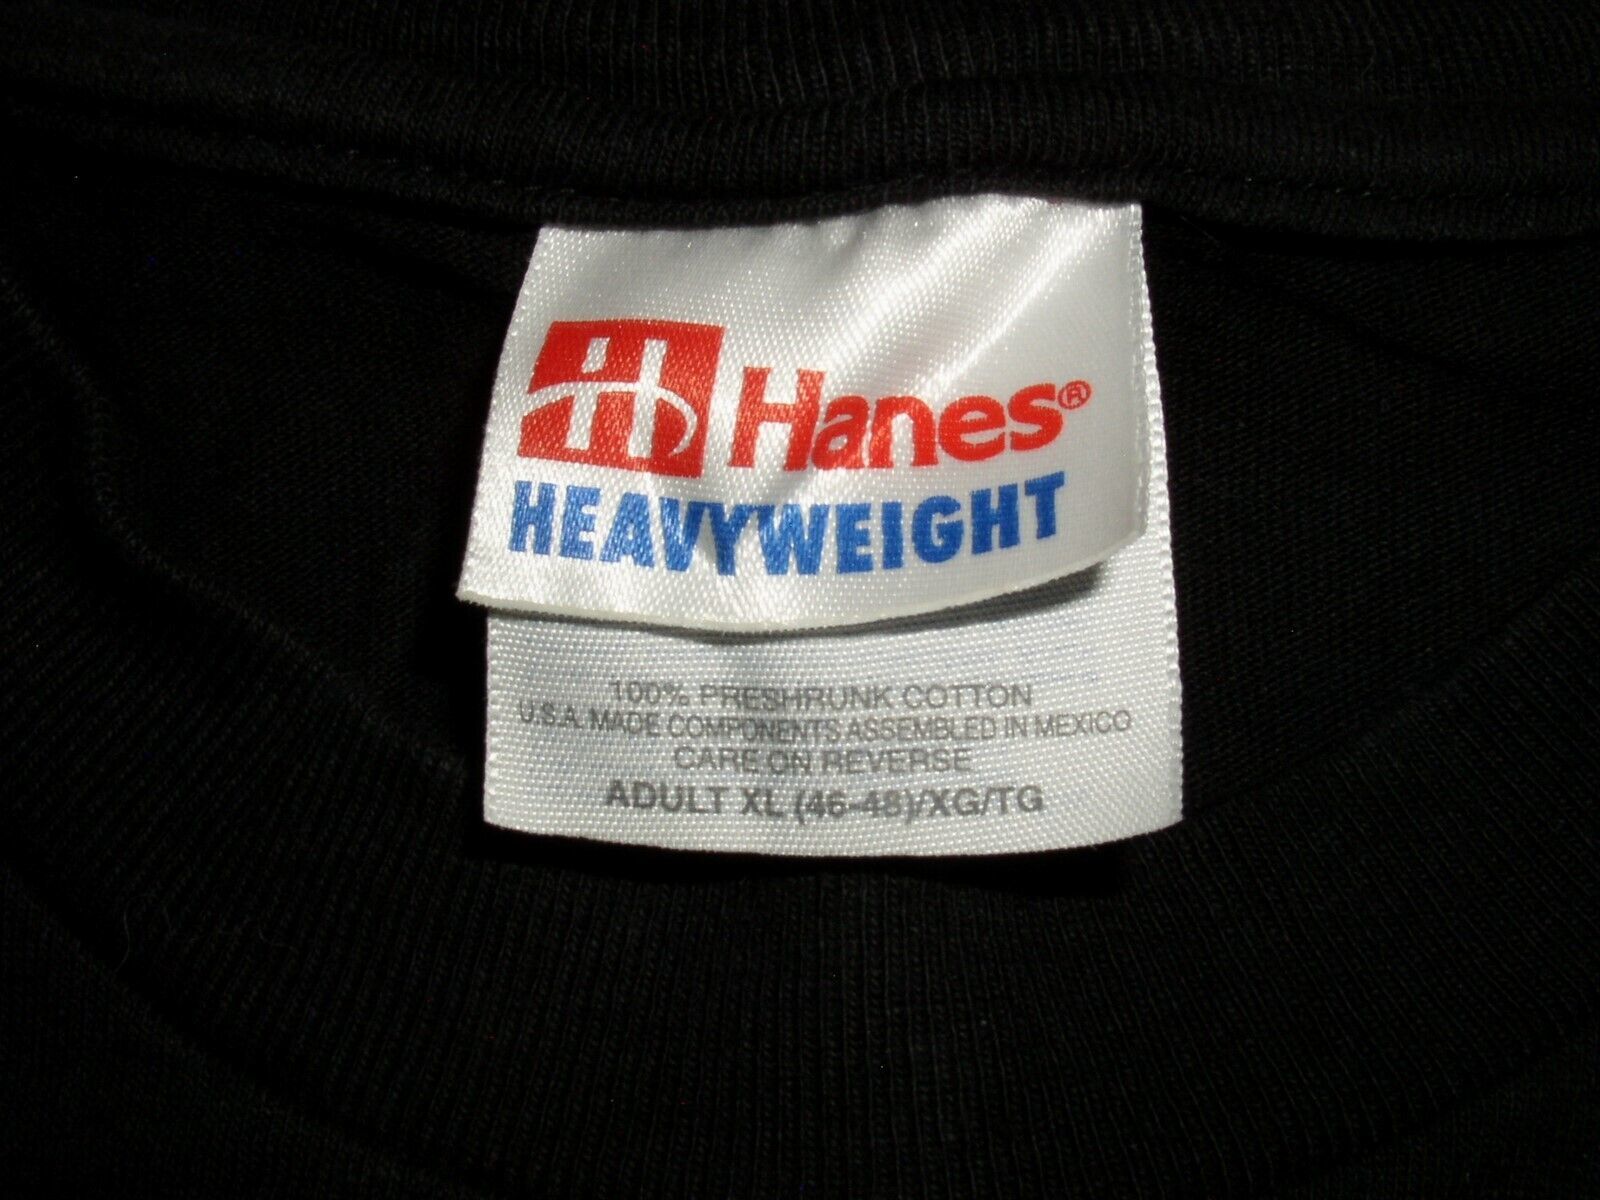 H Hanes®
HEAVYWEIGHT
100% PRESHRUNK COTTON
U.S.A. MADE COMPONENTS ASSEMBLED IN MEXICO
CARE ON REVERSE
ADULT XL (46-48)/XG/TG